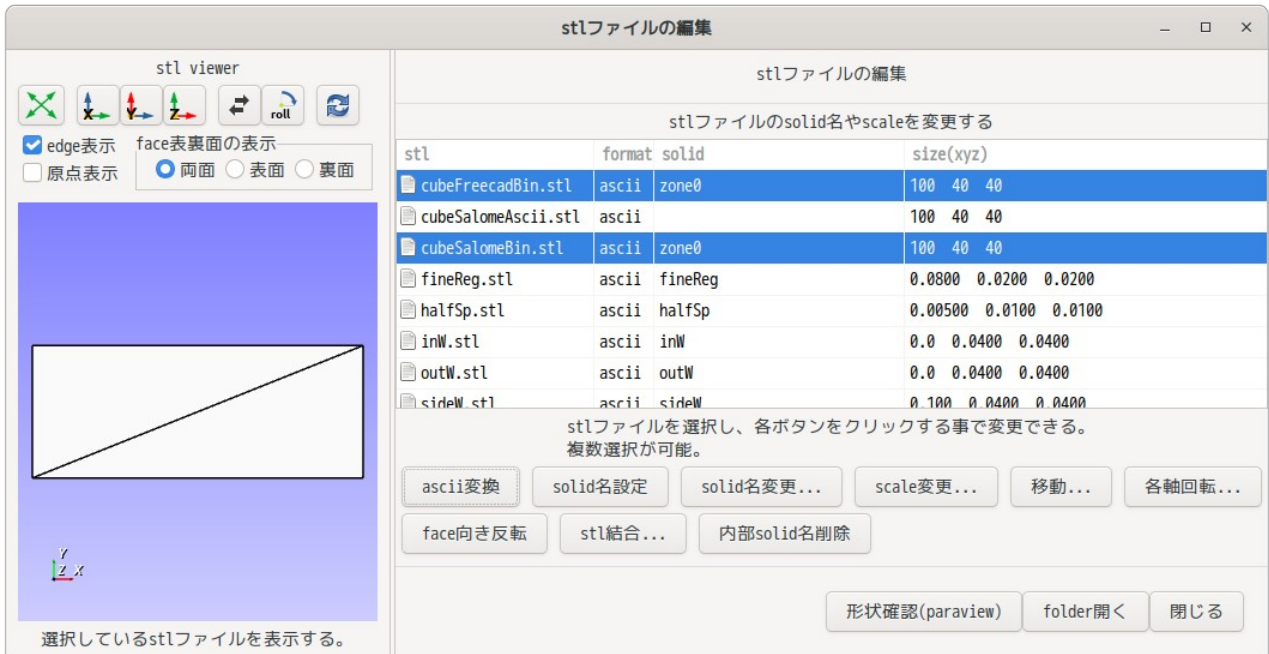 stlファイルの編集
stl viewer
X Y Z roll
edge表示 face表裏面の表示
原点表示 両面 表面 裏面
Y
Z X
選択しているstlファイルを表示する。
stlファイルの編集
stlファイルのsolid名やscaleを変更する
stl format solid size(xyz)
cubeFreecadBin.stl ascii zone0 100 40 40
cubeSalomeAscii.stl ascii 100 40 40
cubeSalomeBin.stl ascii zone0 100 40 40
fineReg.stl ascii fineReg 0.0800 0.0200 0.0200
halfSp.stl ascii halfSp 0.00500 0.0100 0.0100
inW.stl ascii inW 0.0 0.0400 0.0400
outW.stl ascii outW 0.0 0.0400 0.0400
sideW.stl ascii sideW 0.100 0.0400 0.0400
stlファイルを選択し、各ボタンをクリックする事で変更できる。
複数選択が可能。
ascii変換 solid名設定 solid名変更... scale変更... 移動... 各軸回転...
face向き反転 stl結合... 内部solid名削除
形状確認(paraview) folder開く 閉じる